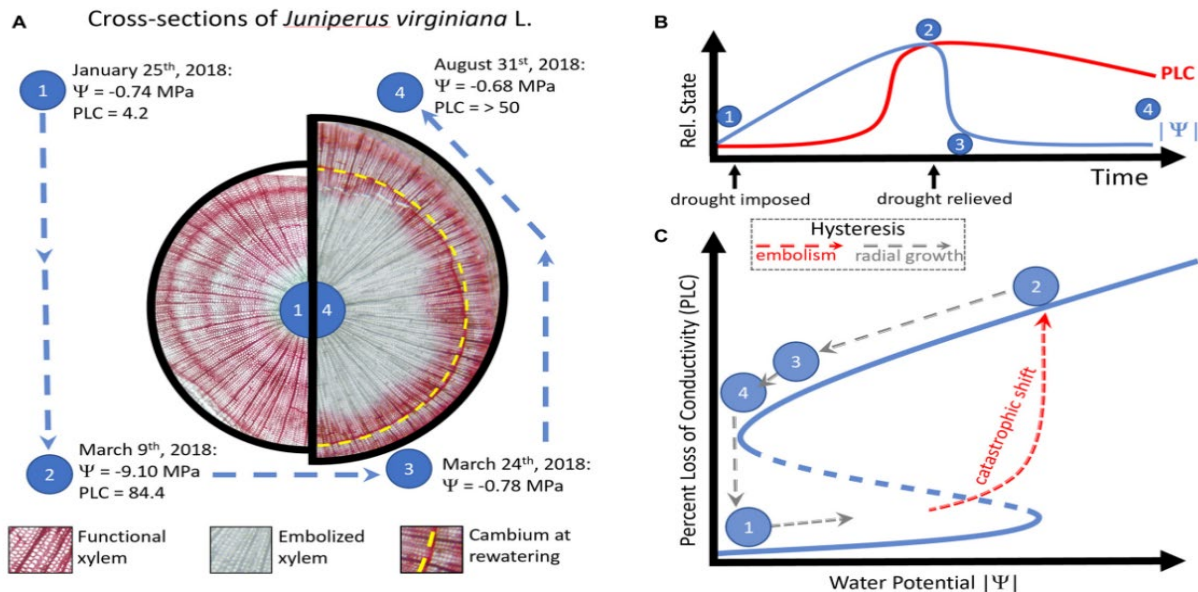 A
Cross-sections of Juniperus virginiana L.
1
January 25th, 2018:
Ψ = -0.74 MPa
PLC = 4.2
4
August 31st, 2018:
Ψ = -0.68 MPa
PLC = > 50
1 4
2
March 9th, 2018:
Ψ = -9.10 MPa
PLC = 84.4
3
March 24th, 2018:
Ψ = -0.78 MPa
Functional
xylem
Embolized
xylem
Cambium at
rewatering
B
Rel. State
1
2
3
4
PLC
|Ψ|
Time
drought imposed
drought relieved
C
Hysteresis
embolism
radial growth
Percent Loss of Conductivity (PLC)
2
3
4
1
catastrophic shift
Water Potential |Ψ|